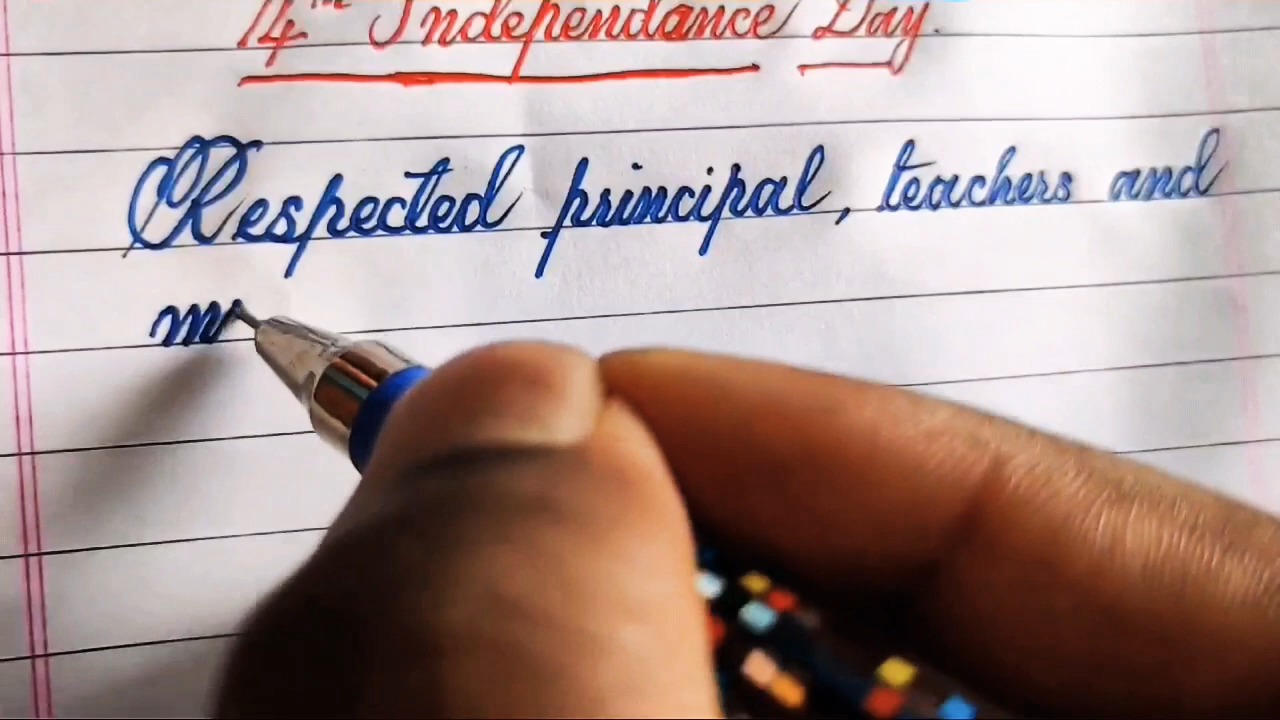 14th Independance Day.
Respected principal, teachers and